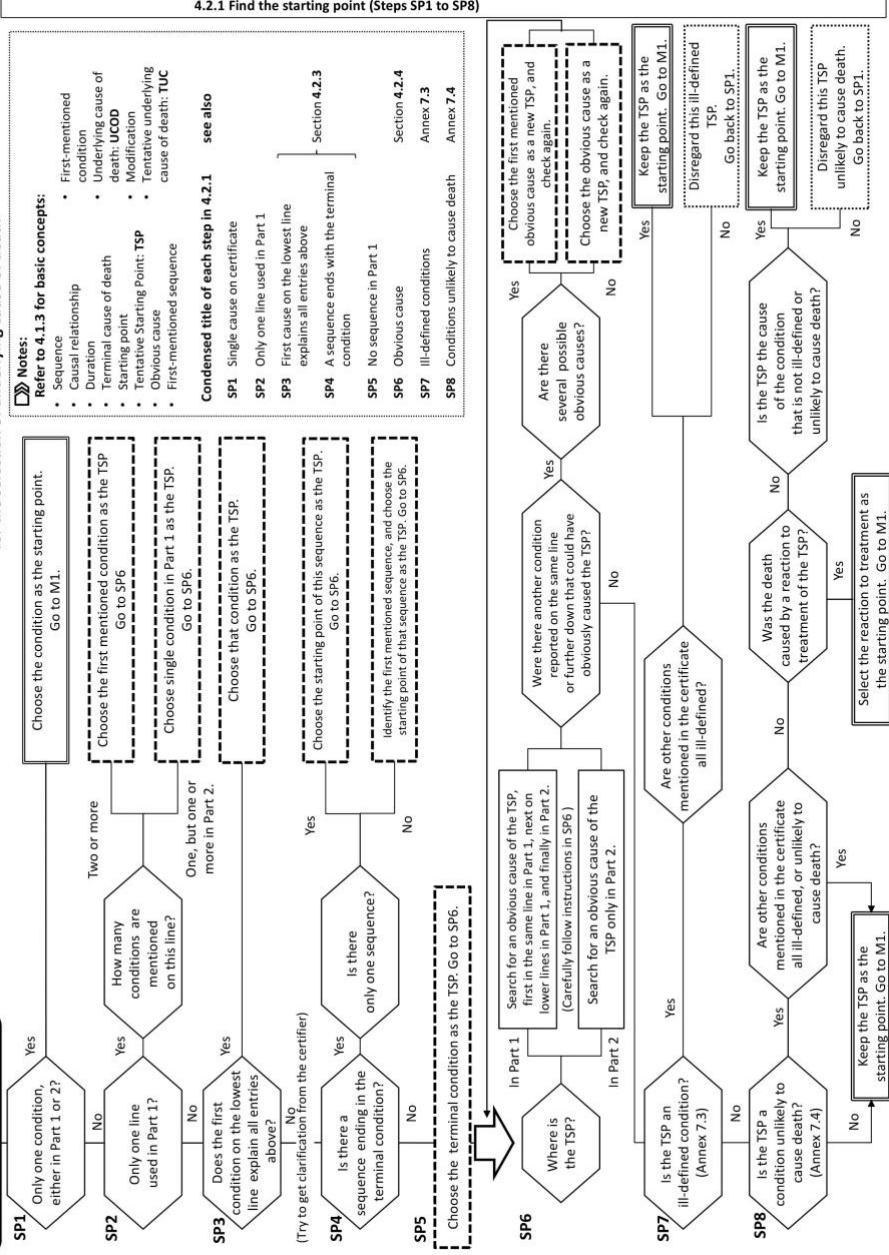 4.2.1 Find the starting point (Steps SP1 to SP8)
SP1
Only one condition,
either in Part 1 or 2?
Yes
Choose the condition as the starting point.
Go to M1.
No
SP2
Only one line
used in Part 1?
Yes
How many
conditions are
mentioned
on this line?
Two or more
Choose the first mentioned condition as the TSP
Go to SP6
One, but one or
more in Part 2.
Choose single condition in Part 1 as the TSP.
Go to SP6.
No
SP3
Does the first
condition on the lowest
line explain all entries
above?
Yes
Choose that condition as the TSP.
Go to SP6.
No
(Try to get clarification from the certifier)
SP4
Is there a
sequence ending in the
terminal condition?
Yes
Is there
only one sequence?
Yes
Choose the starting point of this sequence as the TSP.
Go to SP6.
No
Identify the first mentioned sequence, and choose the
starting point of that sequence as the TSP. Go to SP6.
No
SP5
Choose the terminal condition as the TSP. Go to SP6.
Notes:
Refer to 4.1.3 for basic concepts:
• Sequence
• Causal relationship
• Duration
• Terminal cause of death
• Starting point
• Tentative Starting Point: TSP
• Obvious cause
• First-mentioned sequence
• First-mentioned
condition
• Underlying cause of
death: UCOD
• Modification
• Tentative underlying
cause of death: TUC
Condensed title of each step in 4.2.1 see also
SP1 Single cause on certificate
SP2 Only one line used in Part 1
SP3 First cause on the lowest line
explains all entries above
SP4 A sequence ends with the terminal
condition
Section 4.2.3
SP5 No sequence in Part 1
SP6 Obvious cause Section 4.2.4
SP7 Ill-defined conditions Annex 7.3
SP8 Conditions unlikely to cause death Annex 7.4
SP6
Where is
the TSP?
In Part 1
Search for an obvious cause of the TSP,
first in the same line in Part 1, next on
lower lines in Part 1, and finally in Part 2.
(Carefully follow instructions in SP6 )
In Part 2
Search for an obvious cause of the
TSP only in Part 2.
Were there another condition
reported on the same line
or further down that could have
obviously caused the TSP?
Yes
Are there
several possible
obvious causes?
Yes
Choose the first mentioned
obvious cause as a new TSP, and
check again.
No
Choose the obvious cause as a
new TSP, and check again.
No
SP7
Is the TSP an
ill-defined condition?
(Annex 7.3)
Yes
Are other conditions
mentioned in the certificate
all ill-defined?
Yes
Keep the TSP as the
starting point. Go to M1.
No
Disregard this ill-defined
TSP.
Go back to SP1.
No
SP8
Is the TSP a
condition unlikely to
cause death?
(Annex 7.4)
Yes
Are other conditions
mentioned in the certificate
all ill-defined, or unlikely to
cause death?
No
Was the death
caused by a reaction to
treatment of the TSP?
No
Is the TSP the cause
of the condition
that is not ill-defined or
unlikely to cause death?
Yes
Keep the TSP as the
starting point. Go to M1.
No
Disregard this TSP
unlikely to cause death.
Go back to SP1.
No
Yes
Keep the TSP as the
starting point. Go to M1.
Yes
Select the reaction to treatment as
the starting point. Go to M1.